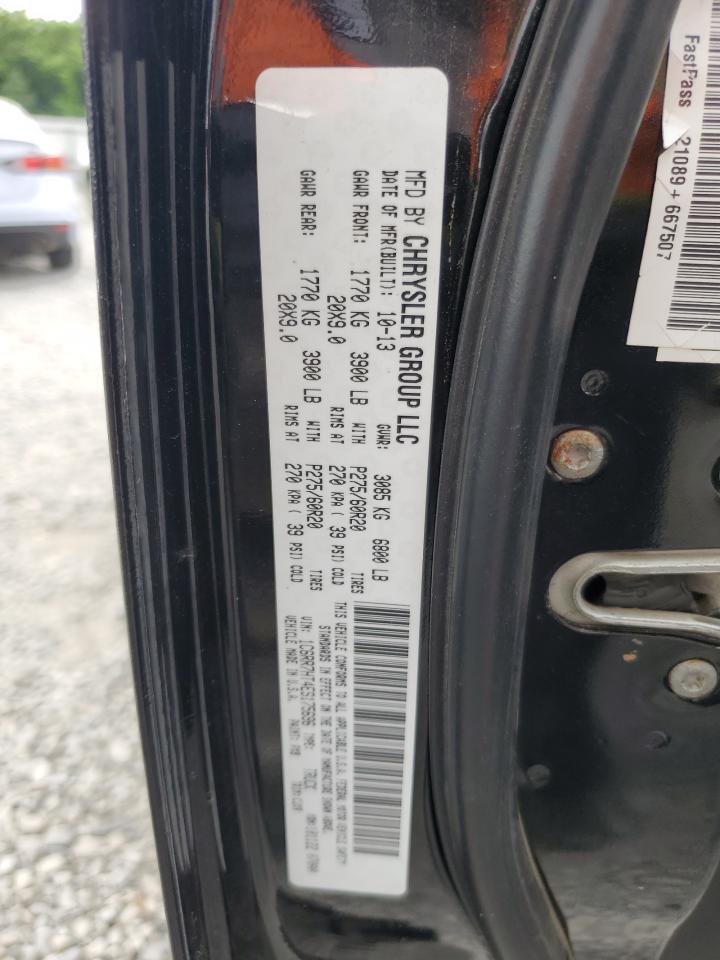 MFD BY CHRYSLER GROUP LLC
DATE OF MFR(BUILT): 10-13 GVWR: 3085 KG 6800 LB
GAWR FRONT: 1770 KG 3900 LB WITH P275/60R20 TIRES
20X9.0 RIMS AT 270 KPA ( 39 PSI) COLD
GAWR REAR: 1770 KG 3900 LB WITH P275/60R20 TIRES
20X9.0 RIMS AT 270 KPA ( 39 PSI) COLD
THIS VEHICLE CONFORMS TO ALL APPLICABLE U.S.A. FEDERAL MOTOR VEHICLE SAFETY
STANDARDS IN EFFECT ON THE DATE OF MANUFACTURE SHOWN ABOVE.
VIN: 1C6RR7HT4ES175696 TYPE: TRUCK
VEHICLE MADE IN U.S.A. PAINT:
FastPass 21089 + 667507